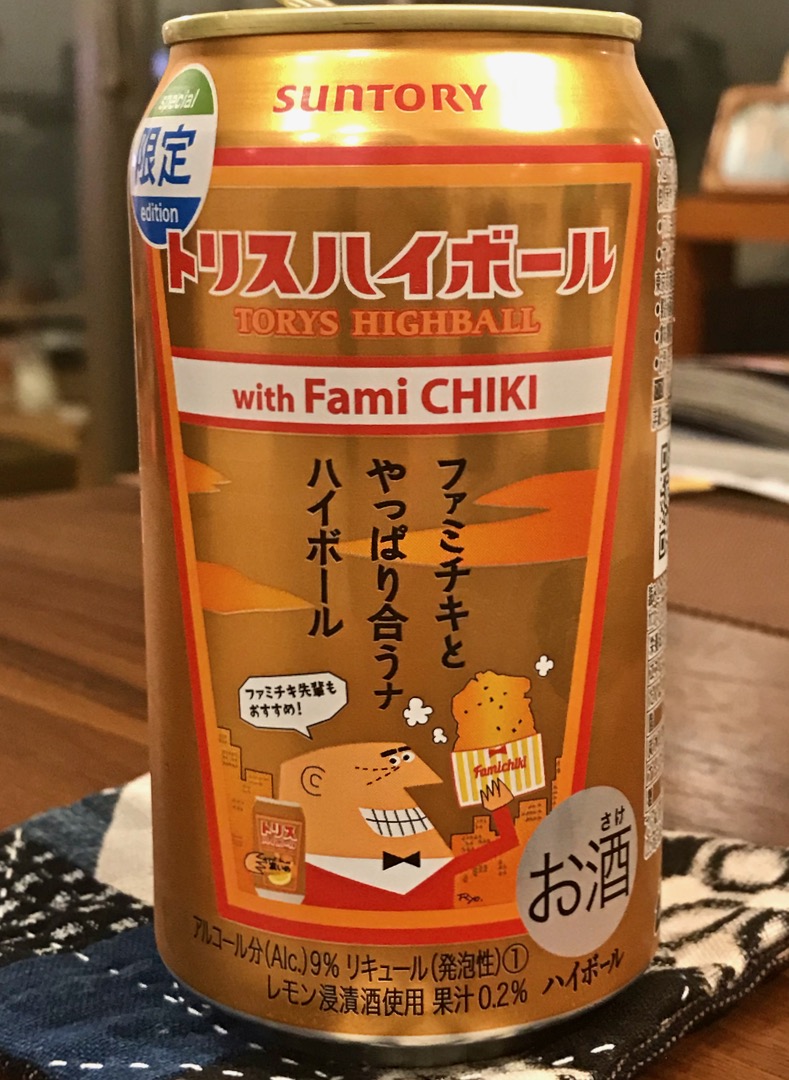 SUNTORY
special
限定
edition
トリスハイボール
TORYS HIGHBALL
with Fami CHIKI
ファミチキと
やっぱり合うナ
ハイボール
ファミチキ先輩も
おすすめ!
Famichiki
トリス
さけ
お酒
Ryo.
アルコール分(Alc.)9% リキュール(発泡性)①
レモン浸漬酒使用 果汁0.2%
ハイボール